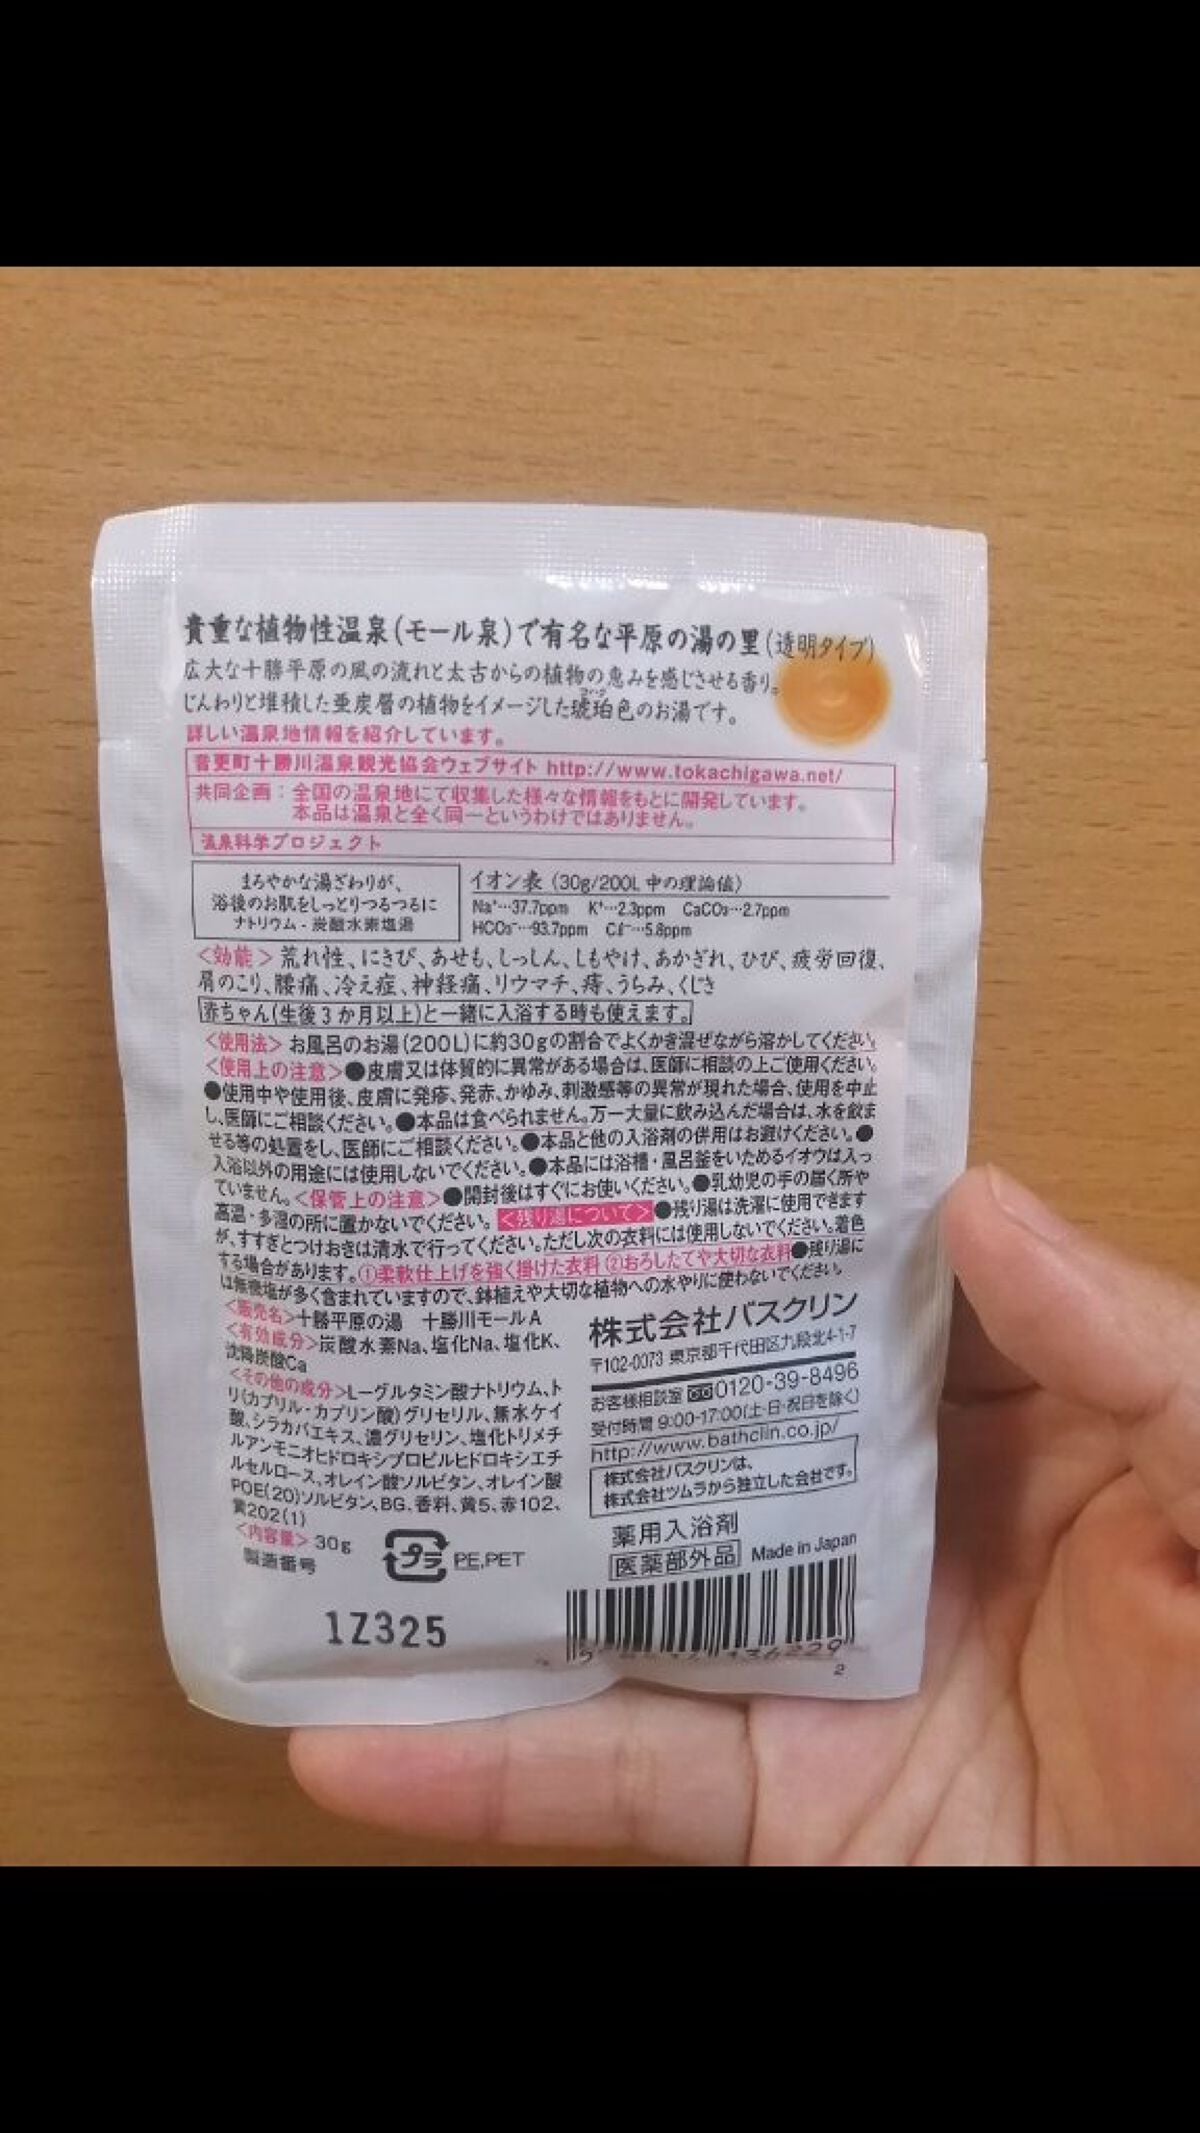 貴重な植物性温泉(モール泉)で有名な平原の湯の里(透明タイプ)
広大な十勝平原の風の流れと太古からの植物の恵みを感じさせる香り。
じんわりと堆積した亜炭層の植物をイメージした琥珀色のお湯です。
詳しい温泉地情報を紹介しています。
音更町十勝川温泉観光協会ウェブサイト http://www.tokachigawa.net/
共同企画:全国の温泉地にて収集した様々な情報をもとに開発しています。
本品は温泉と全く同一というわけではありません。
温泉科学プロジェクト
まろやかな湯ざわりが、
浴後のお肌をしっとりつるつるに
ナトリウム-炭酸水素塩湯
イオン表(30g/200L中の理論値)
Na⁺…37.7ppm K⁺…2.3ppm CaCO₃…2.7ppm
HCO₃⁻…93.7ppm Cℓ⁻…5.8ppm
<効能>荒れ性、にきび、あせも、しっしん、しもやけ、あかぎれ、ひび、疲労回復、
肩のこり、腰痛、冷え症、神経痛、リウマチ、痔、うちみ、くじき
赤ちゃん(生後3か月以上)と一緒に入浴する時も使えます。
<使用法>お風呂のお湯(200L)に約30gの割合でよくかき混ぜながら溶かしてください。
<使用上の注意>●皮膚又は体質的に異常がある場合は、医師に相談の上ご使用ください。
●使用中や使用後、皮膚に発疹、発赤、かゆみ、刺激感等の異常が現れた場合、使用を中止
し、医師にご相談ください。●本品は食べられません。万一大量に飲み込んだ場合は、水を飲ま
せる等の処置をし、医師にご相談ください。●本品と他の入浴剤の併用はお避けください。●
入浴以外の用途には使用しないでください。●本品には浴槽・風呂釜をいためるイオウは入っ
ていません。<保管上の注意>●開封後はすぐにお使いください。●乳幼児の手の届く所や
高温・多湿の所に置かないでください。<残り湯について>●残り湯は洗濯に使用できます
が、すすぎとつけおきは清水で行ってください。ただし次の衣料には使用しないでください。着色
する場合があります。①柔軟仕上げを強く掛けた衣料②おろしたてや大切な衣料●残り湯に
は無機塩が多く含まれていますので、鉢植えや大切な植物への水やりに使わないでください。
<販売名>十勝平原の湯 十勝川モールA
<有効成分>炭酸水素Na、塩化Na、塩化K、
沈降炭酸Ca
<その他の成分>L-グルタミン酸ナトリウム、ト
リ(カプリル・カプリン酸)グリセリル、無水ケイ
酸、シラカバエキス、濃グリセリン、塩化トリメチ
ルアンモニオヒドロキシプロピルヒドロキシエチ
ルセルロース、オレイン酸ソルビタン、オレイン酸
POE(20)ソルビタン、BG、香料、黄5、赤102、
黄202(1)
<内容量>30g
製造番号
プラ PE,PET
1Z325
株式会社バスクリン
〒102-0073 東京都千代田区九段北4-1-7
お客様相談室 0120-39-8496
受付時間 9:00-17:00(土・日・祝日を除く)
http://www.bathclin.co.jp/
株式会社バスクリンは、
株式会社ツムラから独立した会社です。
薬用入浴剤
医薬部外品 Made in Japan
2